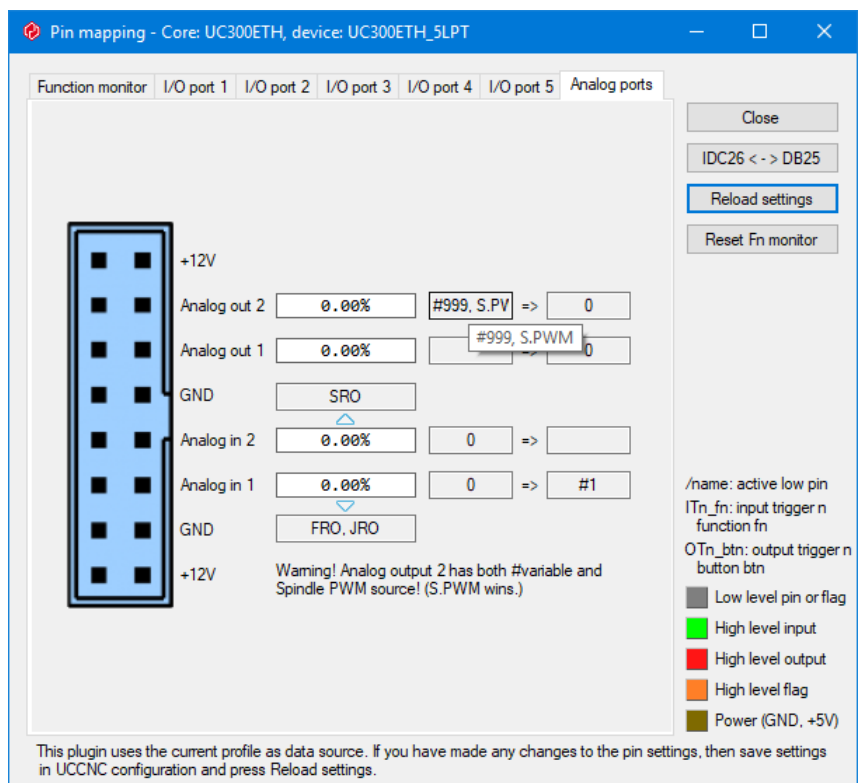 Pin mapping - Core: UC300ETH, device: UC300ETH_5LPT
Function monitor I/O port 1 I/O port 2 I/O port 3 I/O port 4 I/O port 5 Analog ports
Close
IDC26 < - > DB25
Reload settings
Reset Fn monitor
+12V
Analog out 2 0.00% #999, S.PW => 0
#999, S.PWM
Analog out 1 0.00% => 0
GND SRO
Analog in 2 0.00% 0 =>
Analog in 1 0.00% 0 => #1
GND FRO, JRO
+12V
Warning! Analog output 2 has both #variable and
Spindle PWM source! (S.PWM wins.)
/name: active low pin
ITn_fn: input trigger n
function fn
OTn_btn: output trigger n
button btn
Low level pin or flag
High level input
High level output
High level flag
Power (GND, +5V)
This plugin uses the current profile as data source. If you have made any changes to the pin settings, then save settings
in UCCNC configuration and press Reload settings.